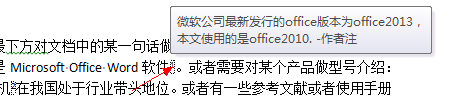 微软公司最新发行的office版本为office2013，
本文使用的是office2010. -作者注
最下方对文档中的某一句话做
是 Microsoft·Office·Word 软件。或者需要对某个产品做型号介绍：
机在我国处于行业带头地位。或者有一些参考文献或者使用手册